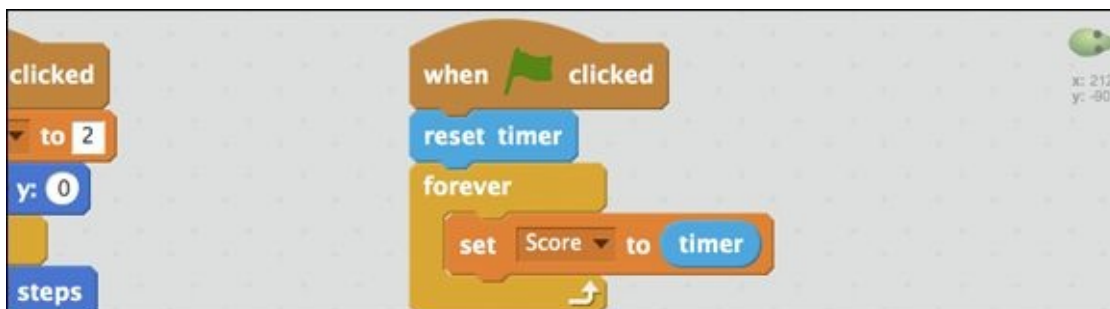 clicked
to 2
y: 0
steps
when clicked
reset timer
forever
set Score to timer
x: 212
y: -90